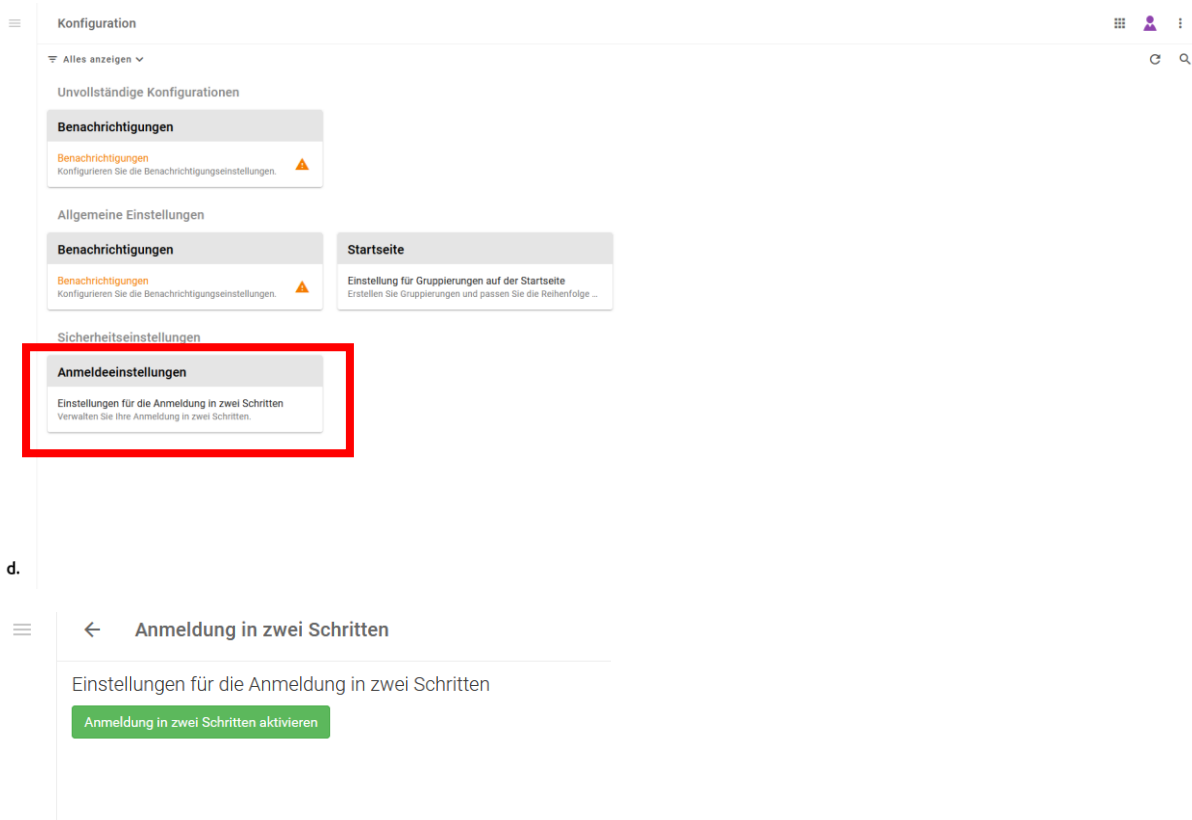 Konfiguration
Alles anzeigen
Unvollständige Konfigurationen
Benachrichtigungen
Benachrichtigungen
Konfigurieren Sie die Benachrichtigungseinstellungen.
Allgemeine Einstellungen
Benachrichtigungen
Benachrichtigungen
Konfigurieren Sie die Benachrichtigungseinstellungen.
Startseite
Einstellung für Gruppierungen auf der Startseite
Erstellen Sie Gruppierungen und passen Sie die Reihenfolge ...
Sicherheitseinstellungen
Anmeldeeinstellungen
Einstellungen für die Anmeldung in zwei Schritten
Verwalten Sie Ihre Anmeldung in zwei Schritten.
d.
Anmeldung in zwei Schritten
Einstellungen für die Anmeldung in zwei Schritten
Anmeldung in zwei Schritten aktivieren